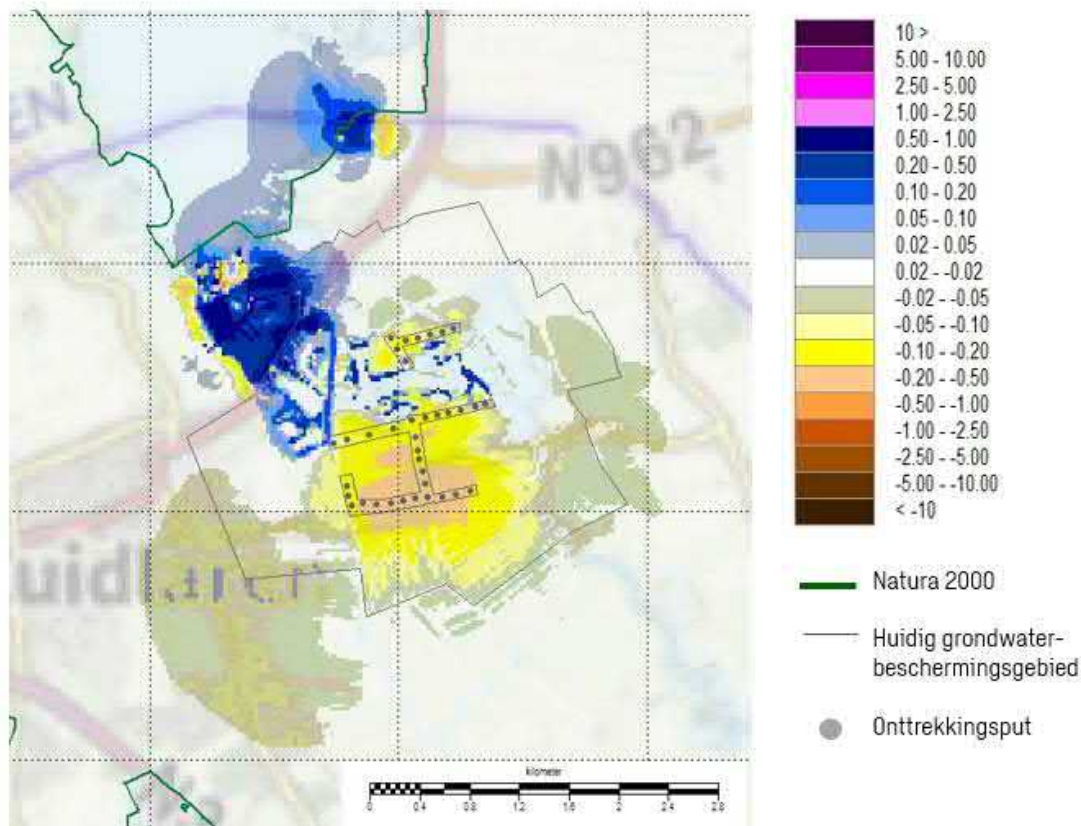 EN
N962
10 >
5.00 - 10.00
2.50 - 5.00
1.00 - 2.50
0.50 - 1.00
0.20 - 0.50
0.10 - 0.20
0.05 - 0.10
0.02 - 0.05
0.02 - -0.02
-0.02 - -0.05
-0.05 - -0.10
-0.10 - -0.20
-0.20 - -0.50
-0.50 - -1.00
-1.00 - -2.50
-2.50 - -5.00
-5.00 - -10.00
< -10
Natura 2000
Huidig grondwater-
beschermingsgebied
Onttrekkingsput
kilometer
0 0.4 0.8 1.2 1.6 2 2.4 2.8